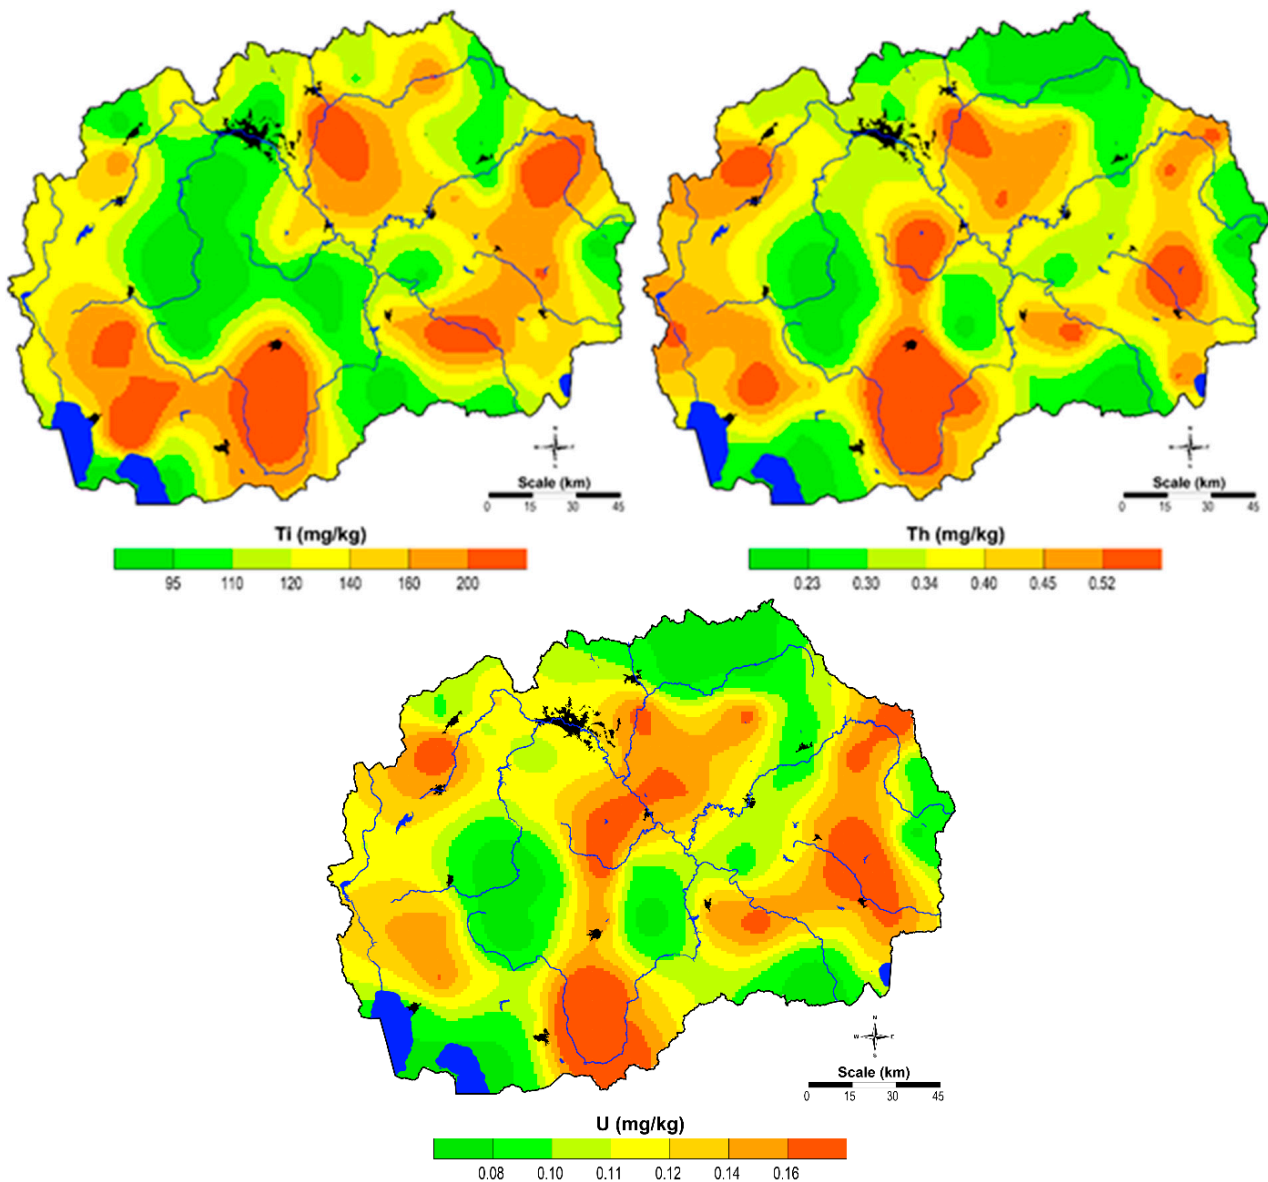 N
W E
S
Scale (km)
0 15 30 45
N
W E
S
Scale (km)
0 15 30 45
Ti (mg/kg)
95 110 120 140 160 200
Th (mg/kg)
0.23 0.30 0.34 0.40 0.45 0.52
N
W E
S
Scale (km)
0 15 30 45
U (mg/kg)
0.08 0.10 0.11 0.12 0.14 0.16